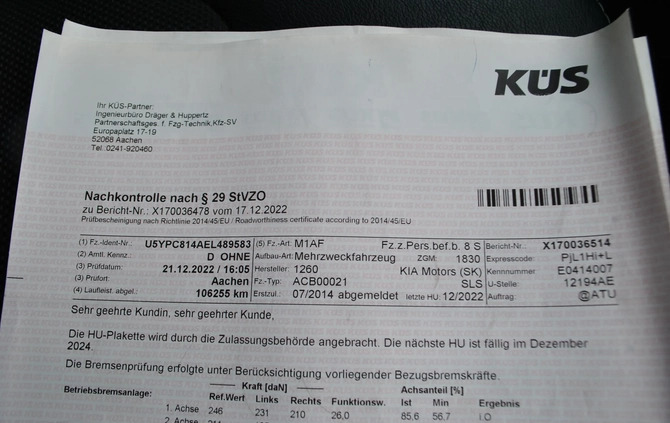 KÜS
Ihr KÜS-Partner:
Ingenieurbüro Dräger & Huppertz
Partnerschaftsges. f. Fzg-Technik,Kfz-SV
Europaplatz 17-19
52068 Aachen
Tel. 0241-920460
Nachkontrolle nach § 29 StVZO
zu Bericht-Nr.: X170036478 vom 17.12.2022
Prüfbescheinigung nach Richtlinie 2014/45/EU / Roadworthiness certificate according to 2014/45/EU
(1) Fz.-Ident-Nr.: U5YPC814AEL489583 (5) Fz.-Art: M1AF Fz.z.Pers.bef.b. 8 S Bericht-Nr.: X170036514
(2) Amtl. Kennz.: D OHNE Aufbau-Art: Mehrzweckfahrzeug ZGM: 1830 Expresscode: PjL1Hi+L
(3) Prüfdatum: 21.12.2022 / 16:05 Hersteller: 1260 KIA Motors (SK) Kennnummer: E0414007
(3) Prüfort: Aachen Fz.-Typ: ACB00021 SLS U-Stelle: 12194AE
(4) Laufleist. abgel.: 106255 km Erstzul.: 07/2014 abgemeldet letzte HU: 12/2022 Auftrag: @ATU
Sehr geehrte Kundin, sehr geehrter Kunde,
Die HU-Plakette wird durch die Zulassungsbehörde angebracht. Die nächste HU ist fällig im Dezember
2024.
Die Bremsenprüfung erfolgte unter Berücksichtigung vorliegender Bezugsbremskräfte.
Kraft [daN] Achsanteil [%]
Betriebsbremsanlage: Ref.Wert Links Rechts Funktionsw. Ist Min Ergebnis
1. Achse 246 231 210 26,0 85,6 56,7
2. Achse